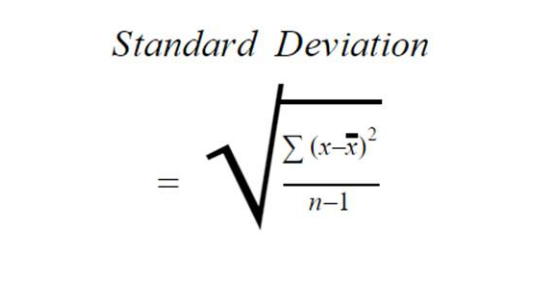 Standard Deviation
= √ ∑ (x–x̄)²
n–1